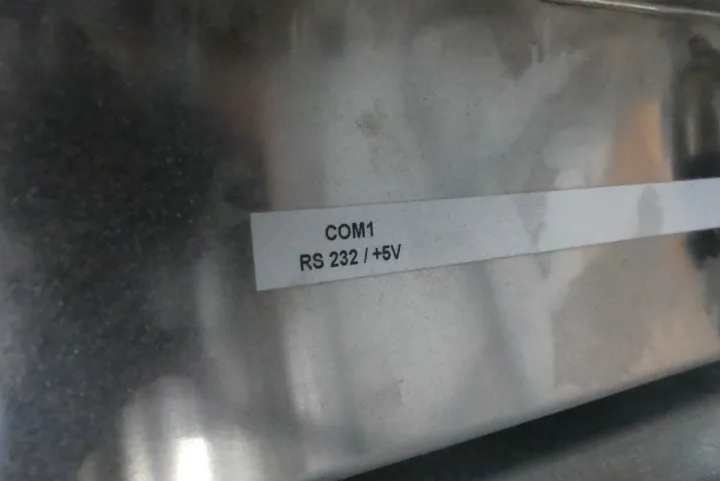 COM1
RS 232 / +5V